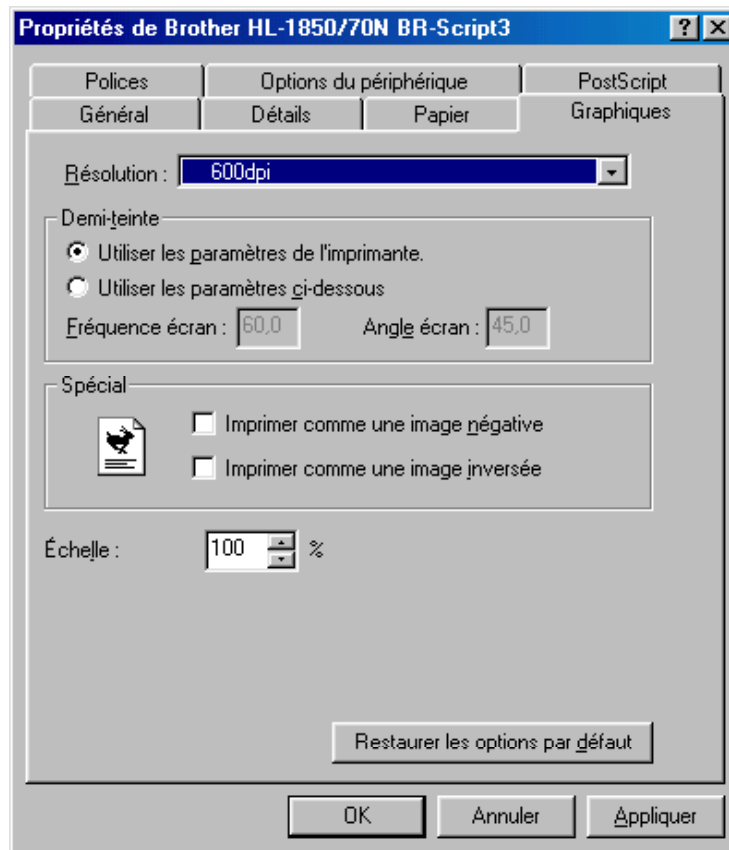 Propriétés de Brother HL-1850/70N BR-Script3
Polices Options du périphérique PostScript
Général Détails Papier Graphiques
Résolution : 600dpi
Demi-teinte
Utiliser les paramètres de l'imprimante.
Utiliser les paramètres ci-dessous
Fréquence écran : 60,0 Angle écran : 45,0
Spécial
Imprimer comme une image négative
Imprimer comme une image inversée
Échelle : 100 %
Restaurer les options par défaut
OK Annuler Appliquer